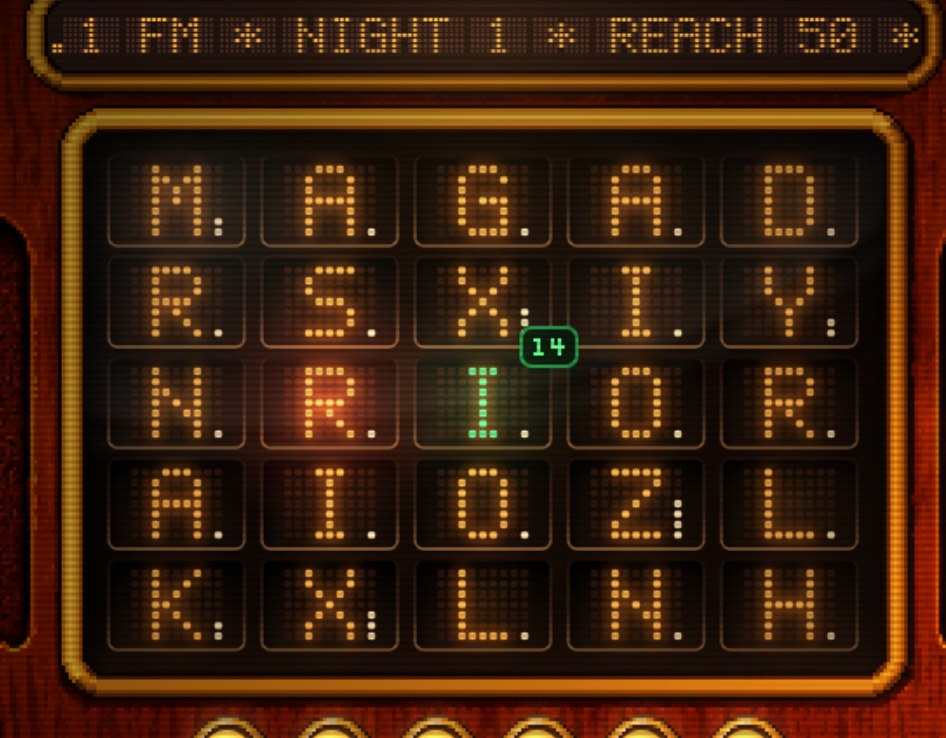 .1 FM * NIGHT 1 * REACH 50 *
M A G A D
R S X I Y
14
N R I O R
A I O Z L
K X L N H